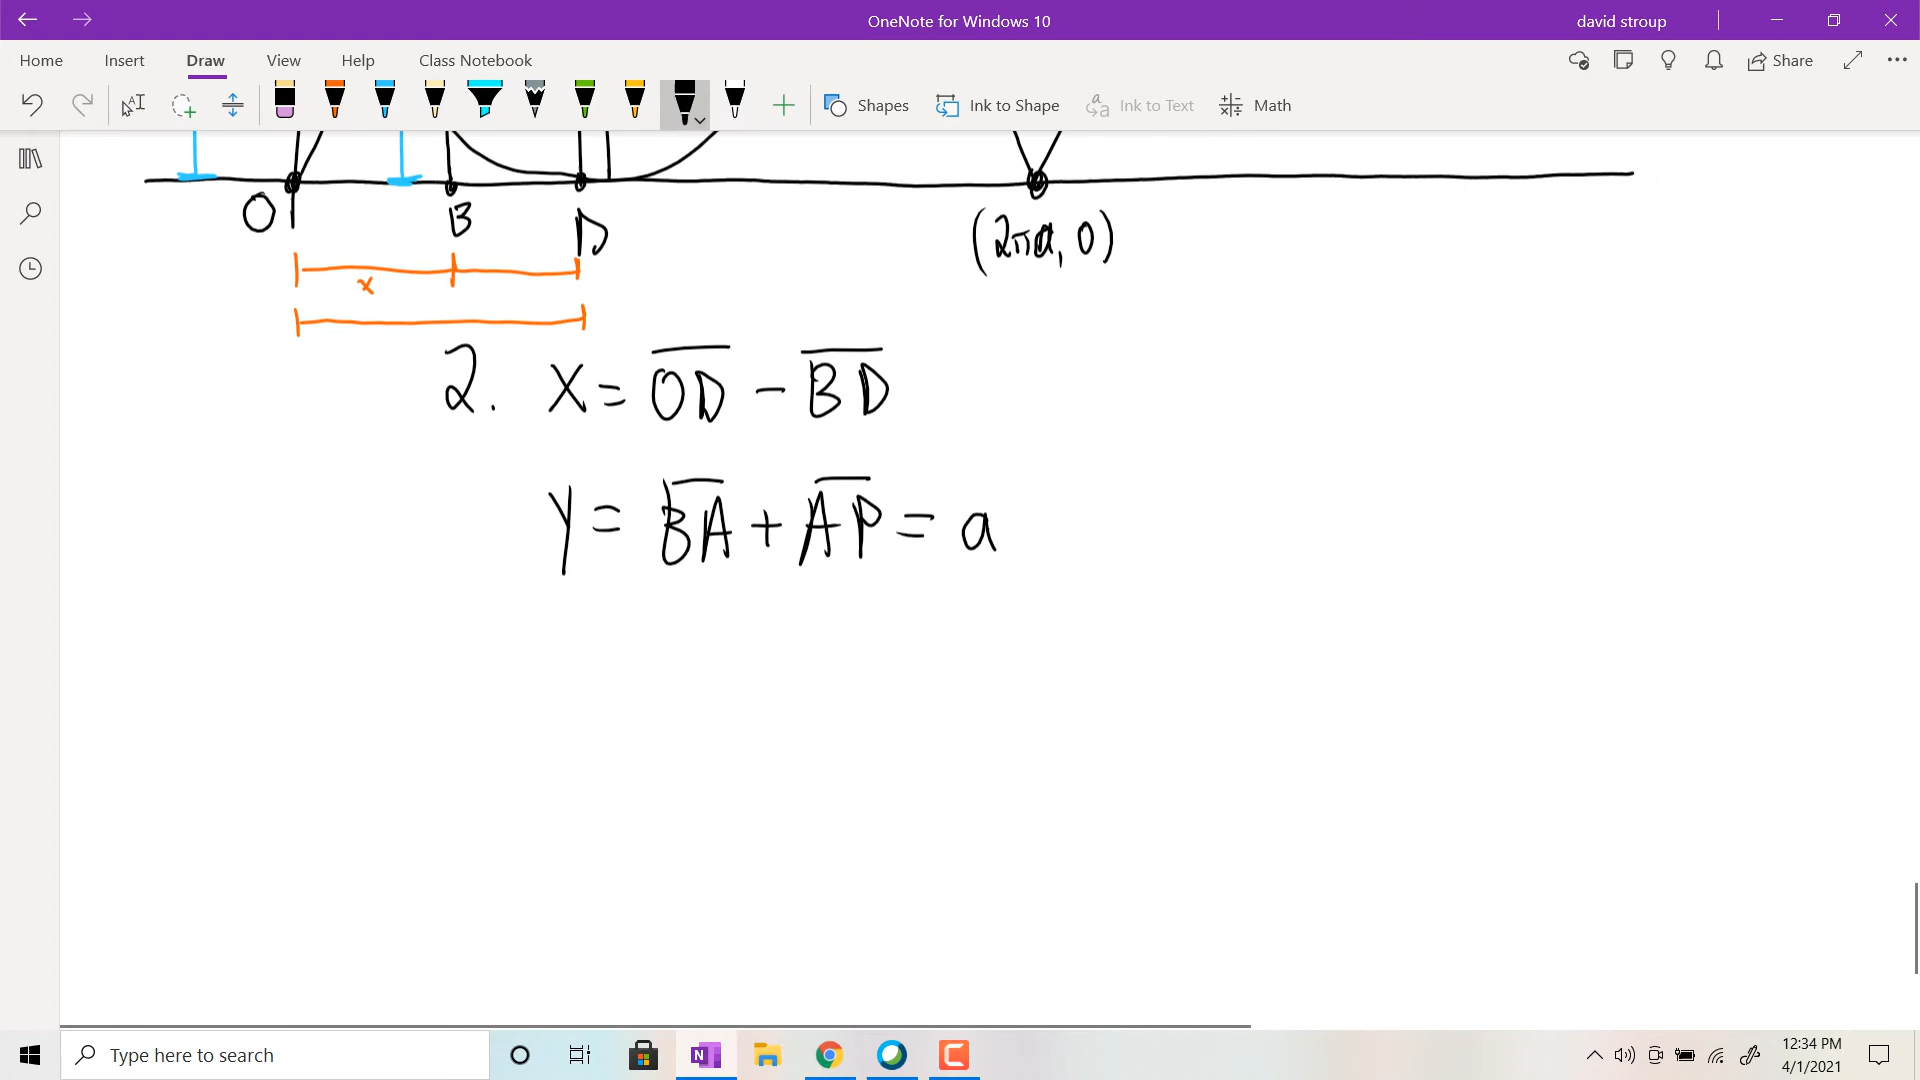 OneNote for Windows 10
david stroup
Home Insert Draw View Help Class Notebook
Share
Shapes Ink to Shape Ink to Text Math
O B D
(2πa, 0)
x
2. X = OD − BD
y = BA + AP = a
Type here to search
12:34 PM
4/1/2021